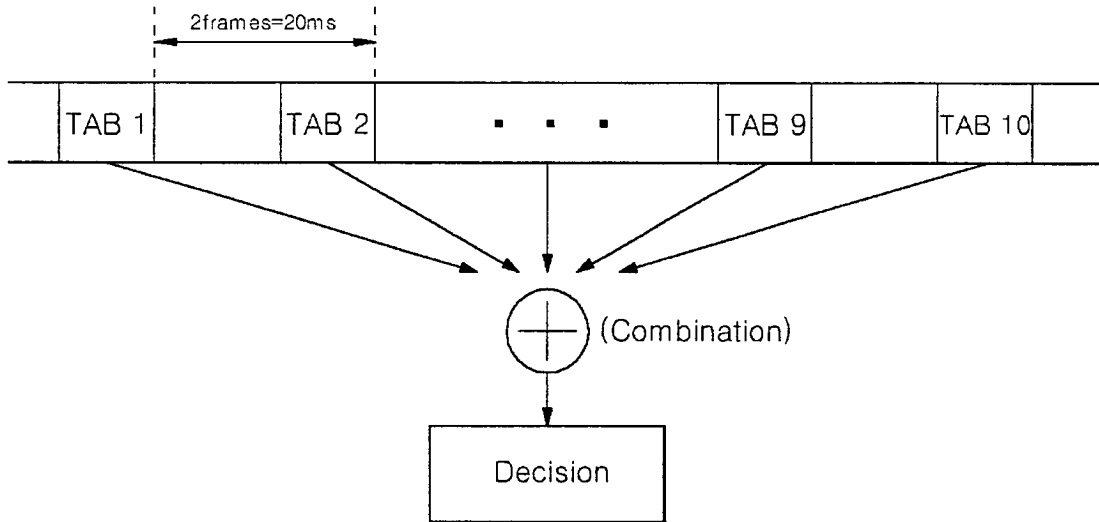 2frames=20ms
TAB 1 TAB 2 . . . TAB 9 TAB 10
(Combination)
Decision